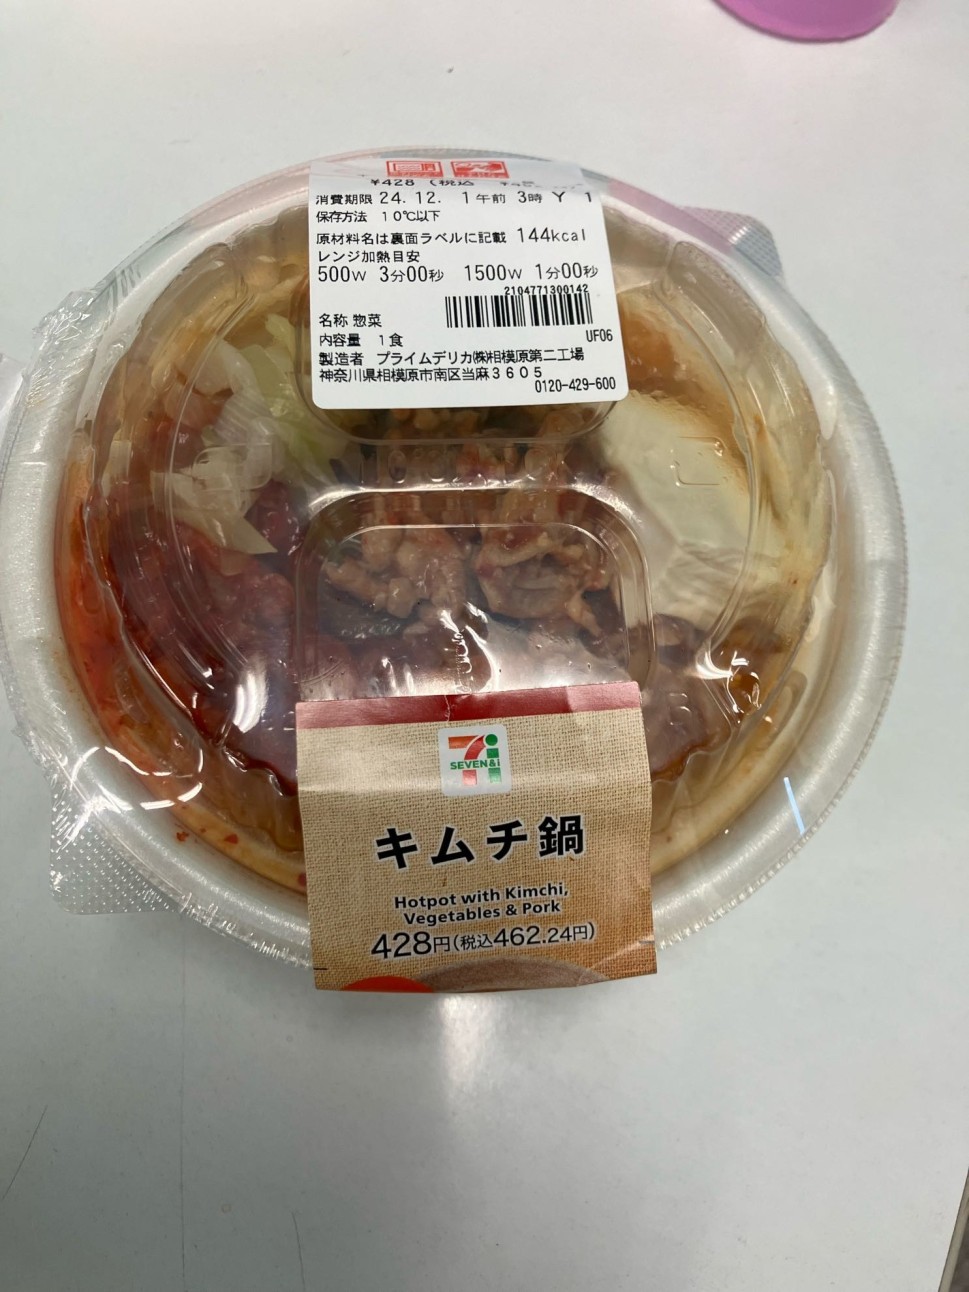 ¥428 (税込
消費期限 24.12. 1午前 3時 Y 1
保存方法 10℃以下
原材料名は裏面ラベルに記載 144kcal
レンジ加熱目安
500W 3分00秒 1500W 1分00秒
2104771300142
名称 惣菜
内容量 1食 UF06
製造者 プライムデリカ㈱相模原第二工場
神奈川県相模原市南区当麻3605
0120-429-600
7
SEVEN&i
キムチ鍋
Hotpot with Kimchi,
Vegetables & Pork
428円(税込462.24円)